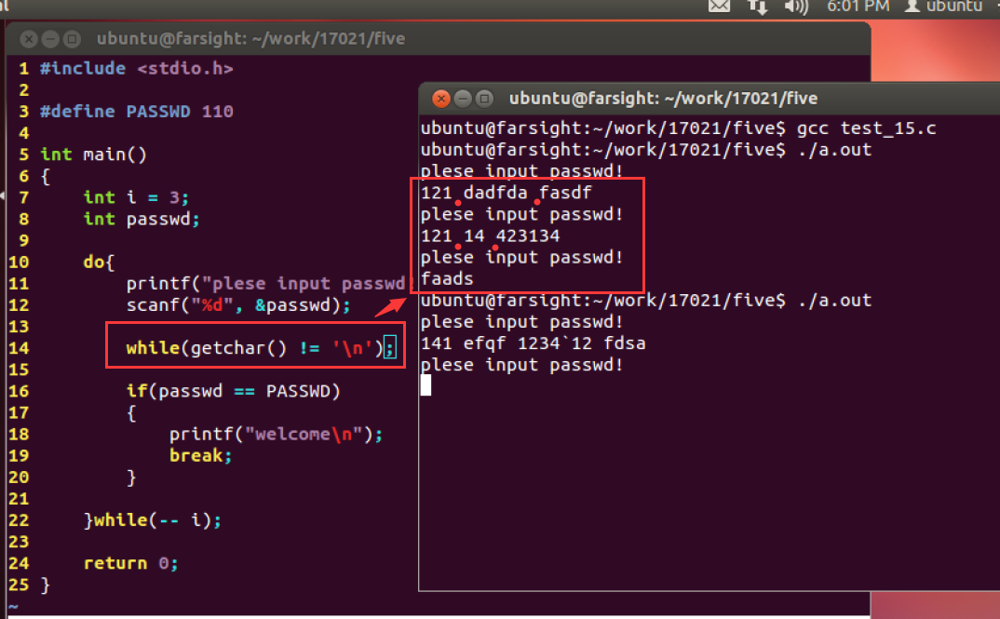 al
6:01 PM ubuntu
ubuntu@farsight: ~/work/17021/five
1 #include <stdio.h>
2
3 #define PASSWD 110
4
5 int main()
6 {
7 int i = 3;
8 int passwd;
9
10 do{
11 printf("plese input passwd
12 scanf("%d", &passwd);
13
14 while(getchar() != '\n');
15
16 if(passwd == PASSWD)
17 {
18 printf("welcome\n");
19 break;
20 }
21
22 }while(-- i);
23
24 return 0;
25 }
~
ubuntu@farsight: ~/work/17021/five
ubuntu@farsight:~/work/17021/five$ gcc test_15.c
ubuntu@farsight:~/work/17021/five$ ./a.out
plese input passwd!
121 dadfda fasdf
plese input passwd!
121 14 423134
plese input passwd!
faads
ubuntu@farsight:~/work/17021/five$ ./a.out
plese input passwd!
141 efqf 1234`12 fdsa
plese input passwd!